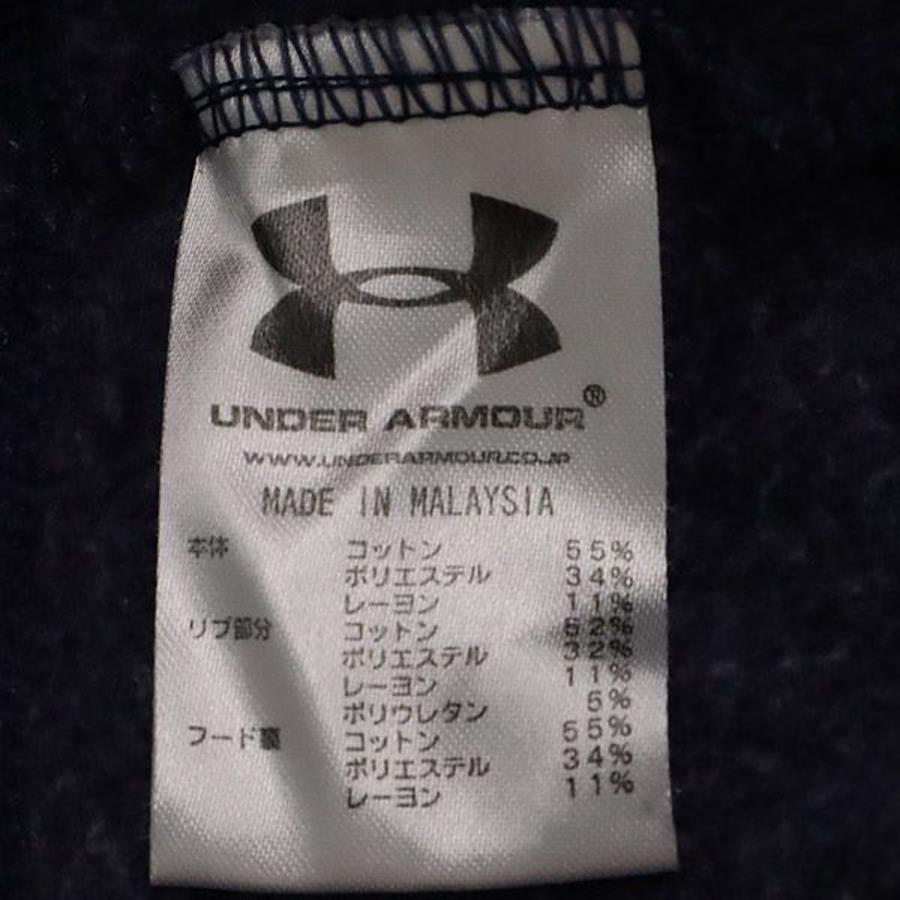 UNDER ARMOUR®
WWW.UNDERARMOUR.CO.JP
MADE IN MALAYSIA
本体 コットン 55%
ポリエステル 34%
レーヨン 11%
リブ部分 コットン 52%
ポリエステル 32%
レーヨン 11%
ポリウレタン 5%
フード裏 コットン 55%
ポリエステル 34%
レーヨン 11%